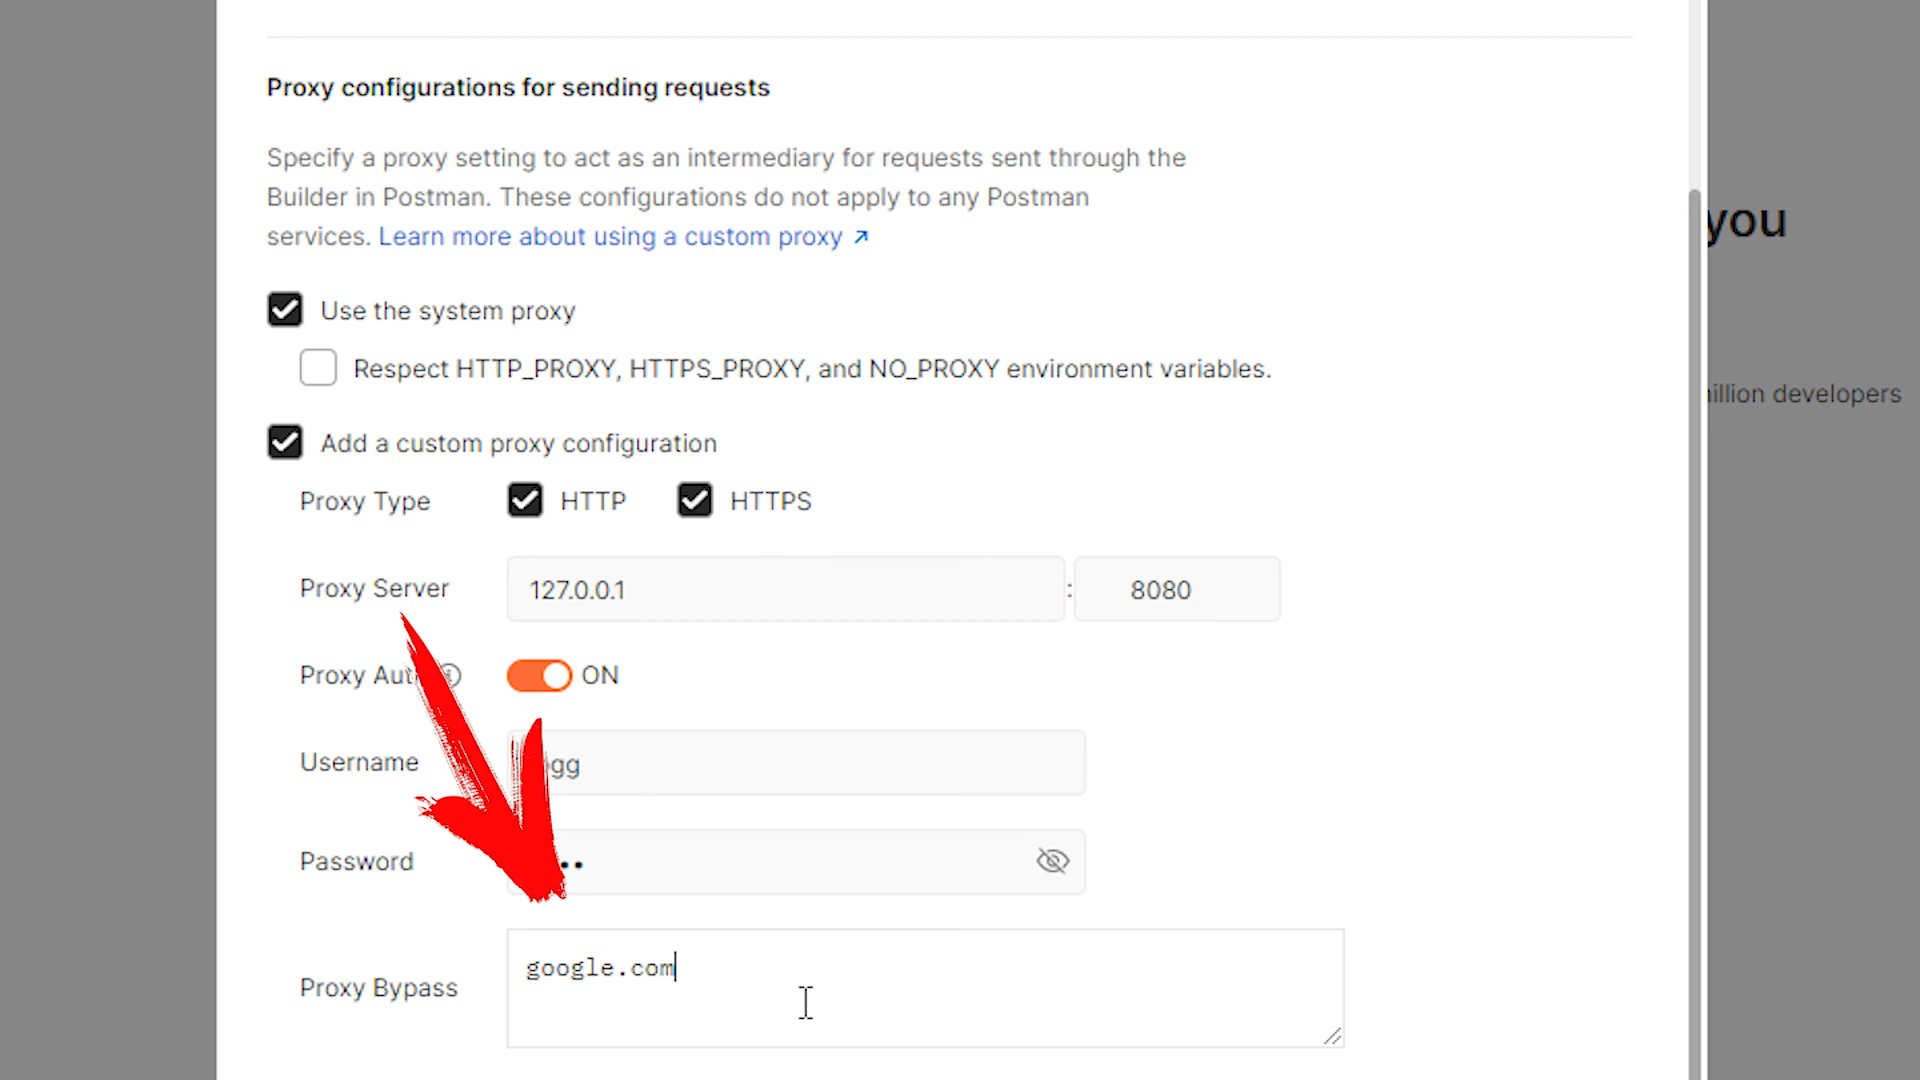 Proxy configurations for sending requests
Specify a proxy setting to act as an intermediary for requests sent through the
Builder in Postman. These configurations do not apply to any Postman
services. Learn more about using a custom proxy ↗
you
Use the system proxy
Respect HTTP_PROXY, HTTPS_PROXY, and NO_PROXY environment variables.
developers
Add a custom proxy configuration
Proxy Type HTTP HTTPS
Proxy Server 127.0.0.1 : 8080
Proxy ON
Username
Password
Proxy Bypass google.com